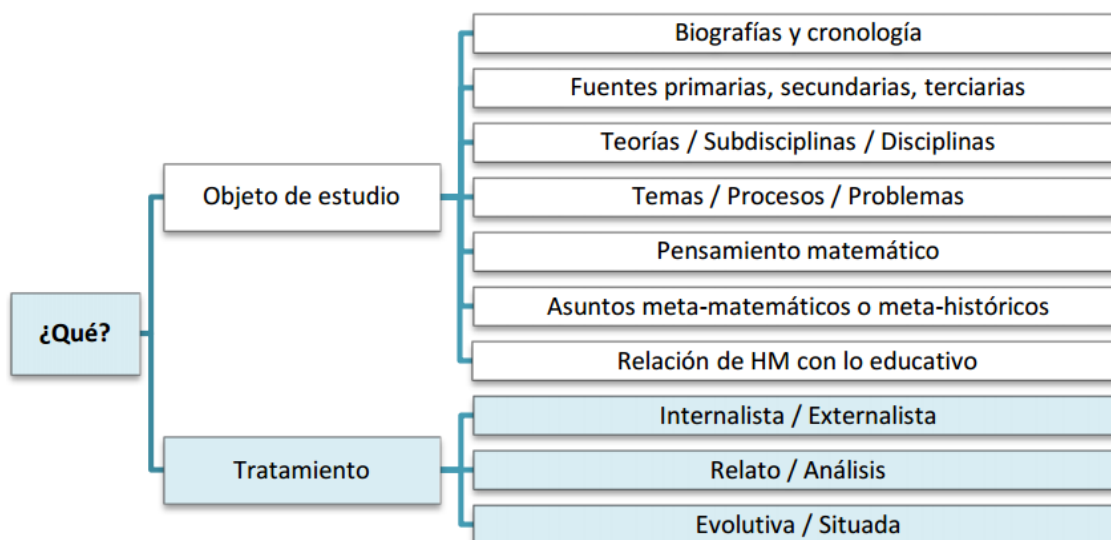 ¿Qué?
Objeto de estudio
Biografías y cronología
Fuentes primarias, secundarias, terciarias
Teorías / Subdisciplinas / Disciplinas
Temas / Procesos / Problemas
Pensamiento matemático
Asuntos meta-matemáticos o meta-históricos
Relación de HM con lo educativo
Tratamiento
Internalista / Externalista
Relato / Análisis
Evolutiva / Situada